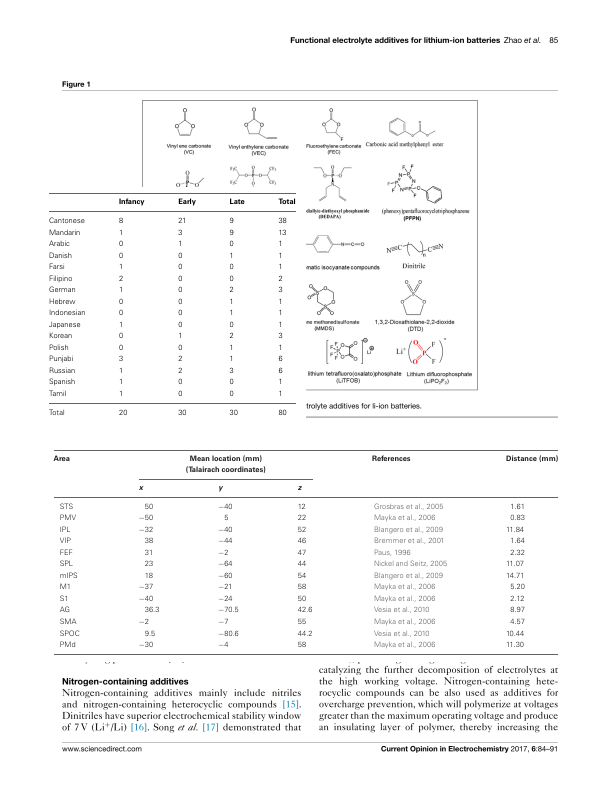 Functional electrolyte additives for lithium-ion batteries Zhao et al. 85
Figure 1
Vinyl ene carbonate
(VC)
Vinyl enthylene carbonate
(VEC)
Fluoroethylene carbonate
(FEC)
Carbonic acid methylphenyl ester
diallylic-diethyoxyl phosphamide
(DEDAPA)
(phenoxy)pentafluorocyclotriphosphazene
(PFPN)
matic isocyanate compounds
Dinitrile
ne methanedisulfonate
(MMDS)
1,3,2-Dioxathiolane-2,2-dioxide
(DTD)
lithium tetrafluoro(oxalato)phosphate
(LiTFOB)
Lithium difluorophosphate
(LiPO2F2)
trolyte additives for li-ion batteries.
Infancy Early Late Total
Cantonese 8 21 9 38
Mandarin 1 3 9 13
Arabic 0 1 0 1
Danish 0 0 1 1
Farsi 1 0 0 1
Filipino 2 0 0 2
German 1 0 2 3
Hebrew 0 0 1 1
Indonesian 0 0 1 1
Japanese 1 0 0 1
Korean 0 1 2 3
Polish 0 0 1 1
Punjabi 3 2 1 6
Russian 1 2 3 6
Spanish 1 0 0 1
Tamil 1 0 0 1
Total 20 30 30 80
Area Mean location (mm) References Distance (mm)
(Talairach coordinates)
x y z
STS 50 −40 12 Grosbras et al., 2005 1.61
PMV −50 5 22 Mayka et al., 2006 0.83
IPL −32 −40 52 Blangero et al., 2009 11.84
VIP 38 −44 46 Bremmer et al., 2001 1.64
FEF 31 −2 47 Paus, 1996 2.32
SPL 23 −64 44 Nickel and Seitz, 2005 11.07
mIPS 18 −60 54 Blangero et al., 2009 14.71
M1 −37 −21 58 Mayka et al., 2006 5.20
S1 −40 −24 50 Mayka et al., 2006 2.12
AG 36.3 −70.5 42.6 Vesia et al., 2010 8.97
SMA −2 −7 55 Mayka et al., 2006 4.57
SPOC 9.5 −80.6 44.2 Vesia et al., 2010 10.44
PMd −30 −4 58 Mayka et al., 2006 11.30
Nitrogen-containing additives
Nitrogen-containing additives mainly include nitriles
and nitrogen-containing heterocyclic compounds [15].
Dinitriles have superior electrochemical stability window
of 7 V (Li+/Li) [16]. Song et al. [17] demonstrated that
catalyzing the further decomposition of electrolytes at
the high working voltage. Nitrogen-containing hete-
rocyclic compounds can be also used as additives for
overcharge prevention, which will polymerize at voltages
greater than the maximum operating voltage and produce
an insulating layer of polymer, thereby increasing the
www.sciencedirect.com
Current Opinion in Electrochemistry 2017, 6:84–91